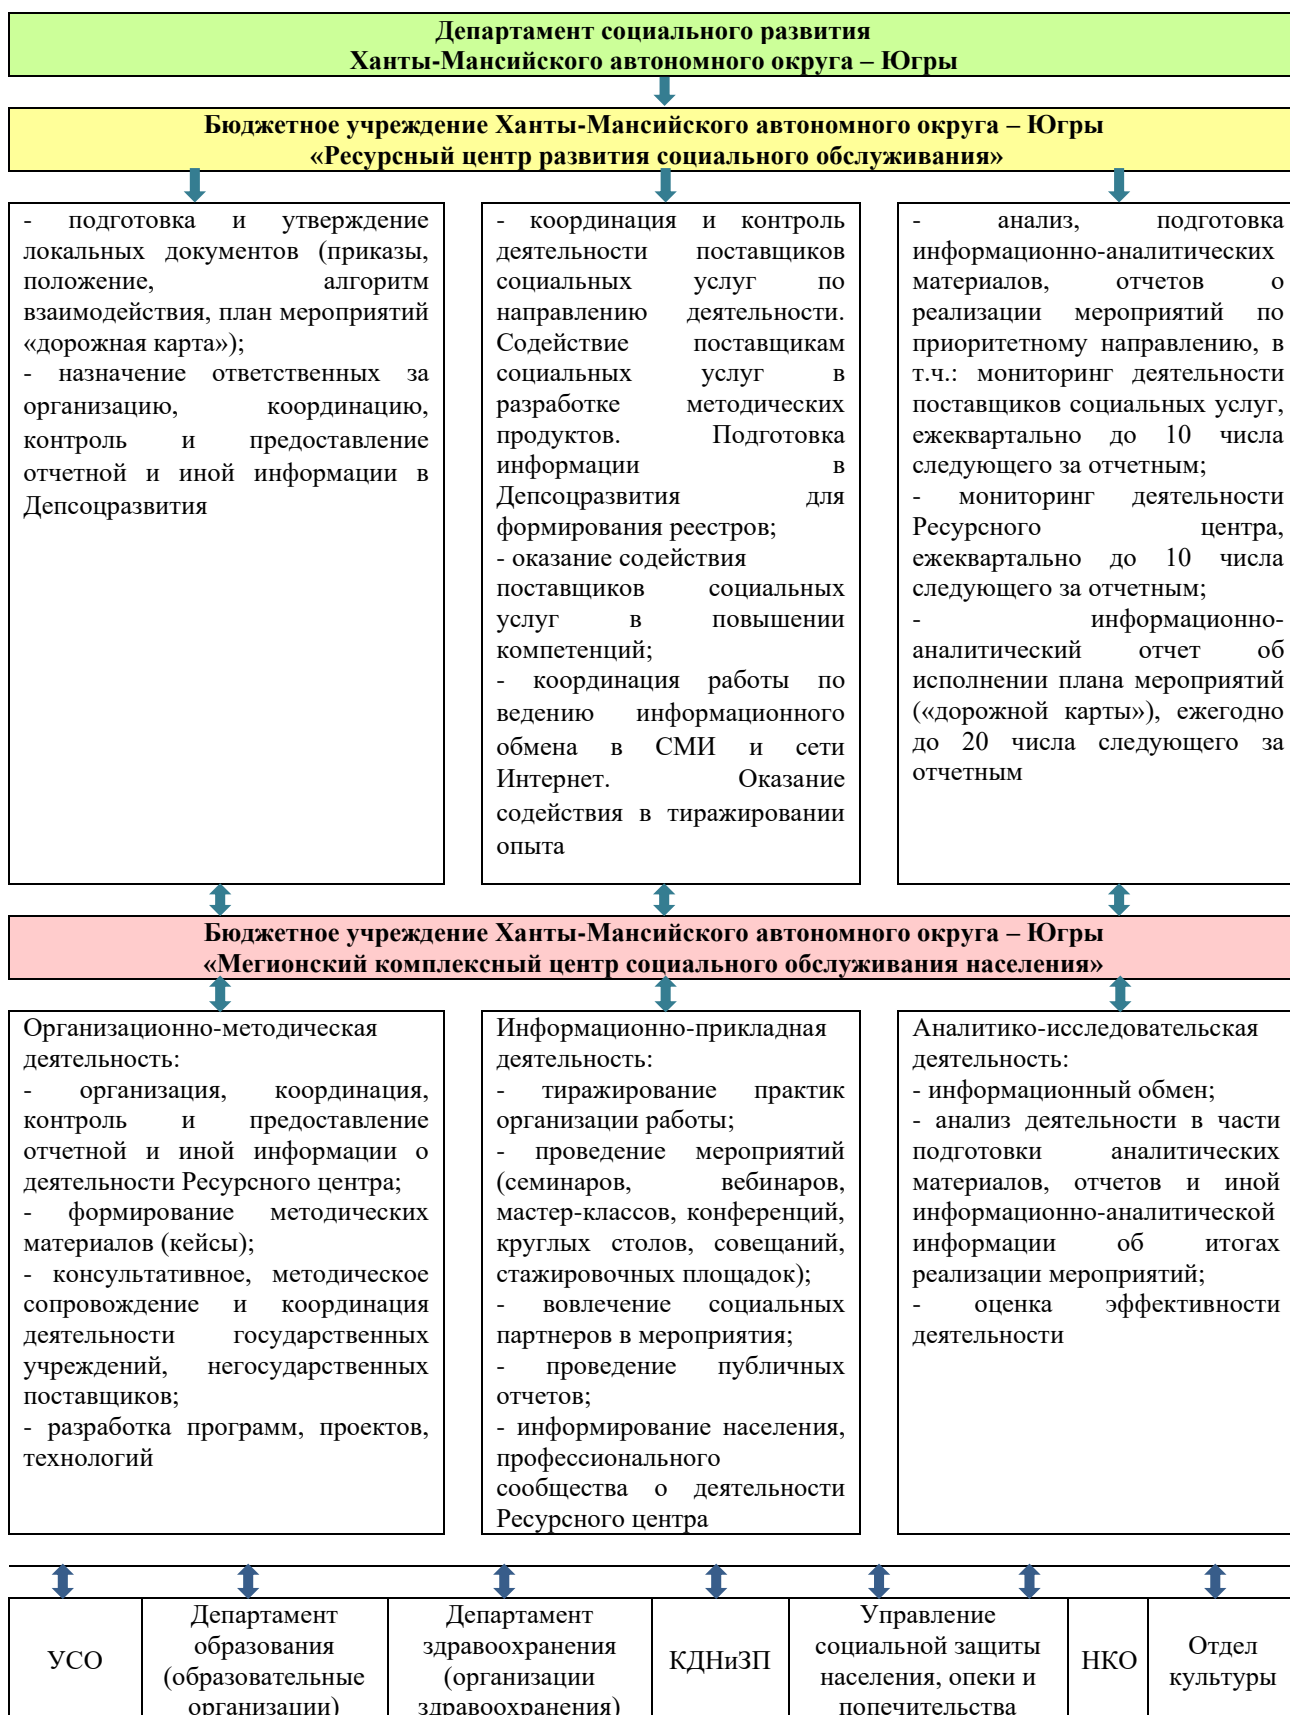 Департамент социального развития
Ханты-Мансийского автономного округа – Югры
Бюджетное учреждение Ханты-Мансийского автономного округа – Югры
«Ресурсный центр развития социального обслуживания»
- подготовка и утверждение
локальных документов (приказы,
положение, алгоритм
взаимодействия, план мероприятий
«дорожная карта»);
- назначение ответственных за
организацию, координацию,
контроль и предоставление
отчетной и иной информации в
Депсоцразвития
- координация и контроль
деятельности поставщиков
социальных услуг по
направлению деятельности.
Содействие поставщикам
социальных услуг в
разработке методических
продуктов. Подготовка
информации в
Депсоцразвития для
формирования реестров;
- оказание содействия
поставщиков социальных
услуг в повышении
компетенций;
- координация работы по
ведению информационного
обмена в СМИ и сети
Интернет. Оказание
содействия в тиражировании
опыта
- анализ, подготовка
информационно-аналитических
материалов, отчетов о
реализации мероприятий по
приоритетному направлению, в
т.ч.: мониторинг деятельности
поставщиков социальных услуг,
ежеквартально до 10 числа
следующего за отчетным;
- мониторинг деятельности
Ресурсного центра,
ежеквартально до 10 числа
следующего за отчетным;
- информационно-
аналитический отчет об
исполнении плана мероприятий
(«дорожной карты»), ежегодно
до 20 числа следующего за
отчетным
Бюджетное учреждение Ханты-Мансийского автономного округа – Югры
«Мегионский комплексный центр социального обслуживания населения»
Организационно-методическая
деятельность:
- организация, координация,
контроль и предоставление
отчетной и иной информации о
деятельности Ресурсного центра;
- формирование методических
материалов (кейсы);
- консультативное, методическое
сопровождение и координация
деятельности государственных
учреждений, негосударственных
поставщиков;
- разработка программ, проектов,
технологий
Информационно-прикладная
деятельность:
- тиражирование практик
организации работы;
- проведение мероприятий
(семинаров, вебинаров,
мастер-классов, конференций,
круглых столов, совещаний,
стажировочных площадок);
- вовлечение социальных
партнеров в мероприятия;
- проведение публичных
отчетов;
- информирование населения,
профессионального
сообщества о деятельности
Ресурсного центра
Аналитико-исследовательская
деятельность:
- информационный обмен;
- анализ деятельности в части
подготовки аналитических
материалов, отчетов и иной
информационно-аналитической
информации об итогах
реализации мероприятий;
- оценка эффективности
деятельности
УСО
Департамент
образования
(образовательные
организации)
Департамент
здравоохранения
(организации
здравоохранения)
КДНиЗП
Управление
социальной защиты
населения, опеки и
попечительства
НКО
Отдел
культуры